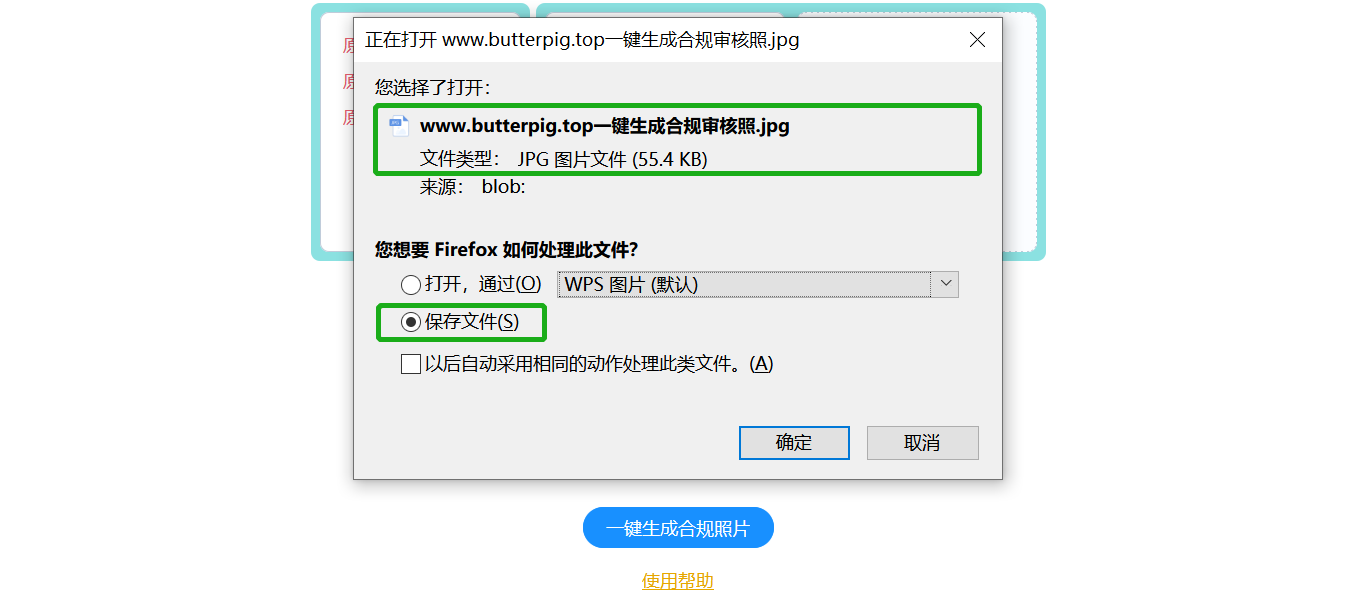 正在打开 www.butterpig.top一键生成合规审核照.jpg
原
原
原
您选择了打开：
www.butterpig.top一键生成合规审核照.jpg
文件类型： JPG 图片文件 (55.4 KB)
来源： blob:
您想要 Firefox 如何处理此文件？
打开，通过(O) WPS 图片 (默认)
保存文件(S)
以后自动采用相同的动作处理此类文件。(A)
确定 取消
一键生成合规照片
使用帮助